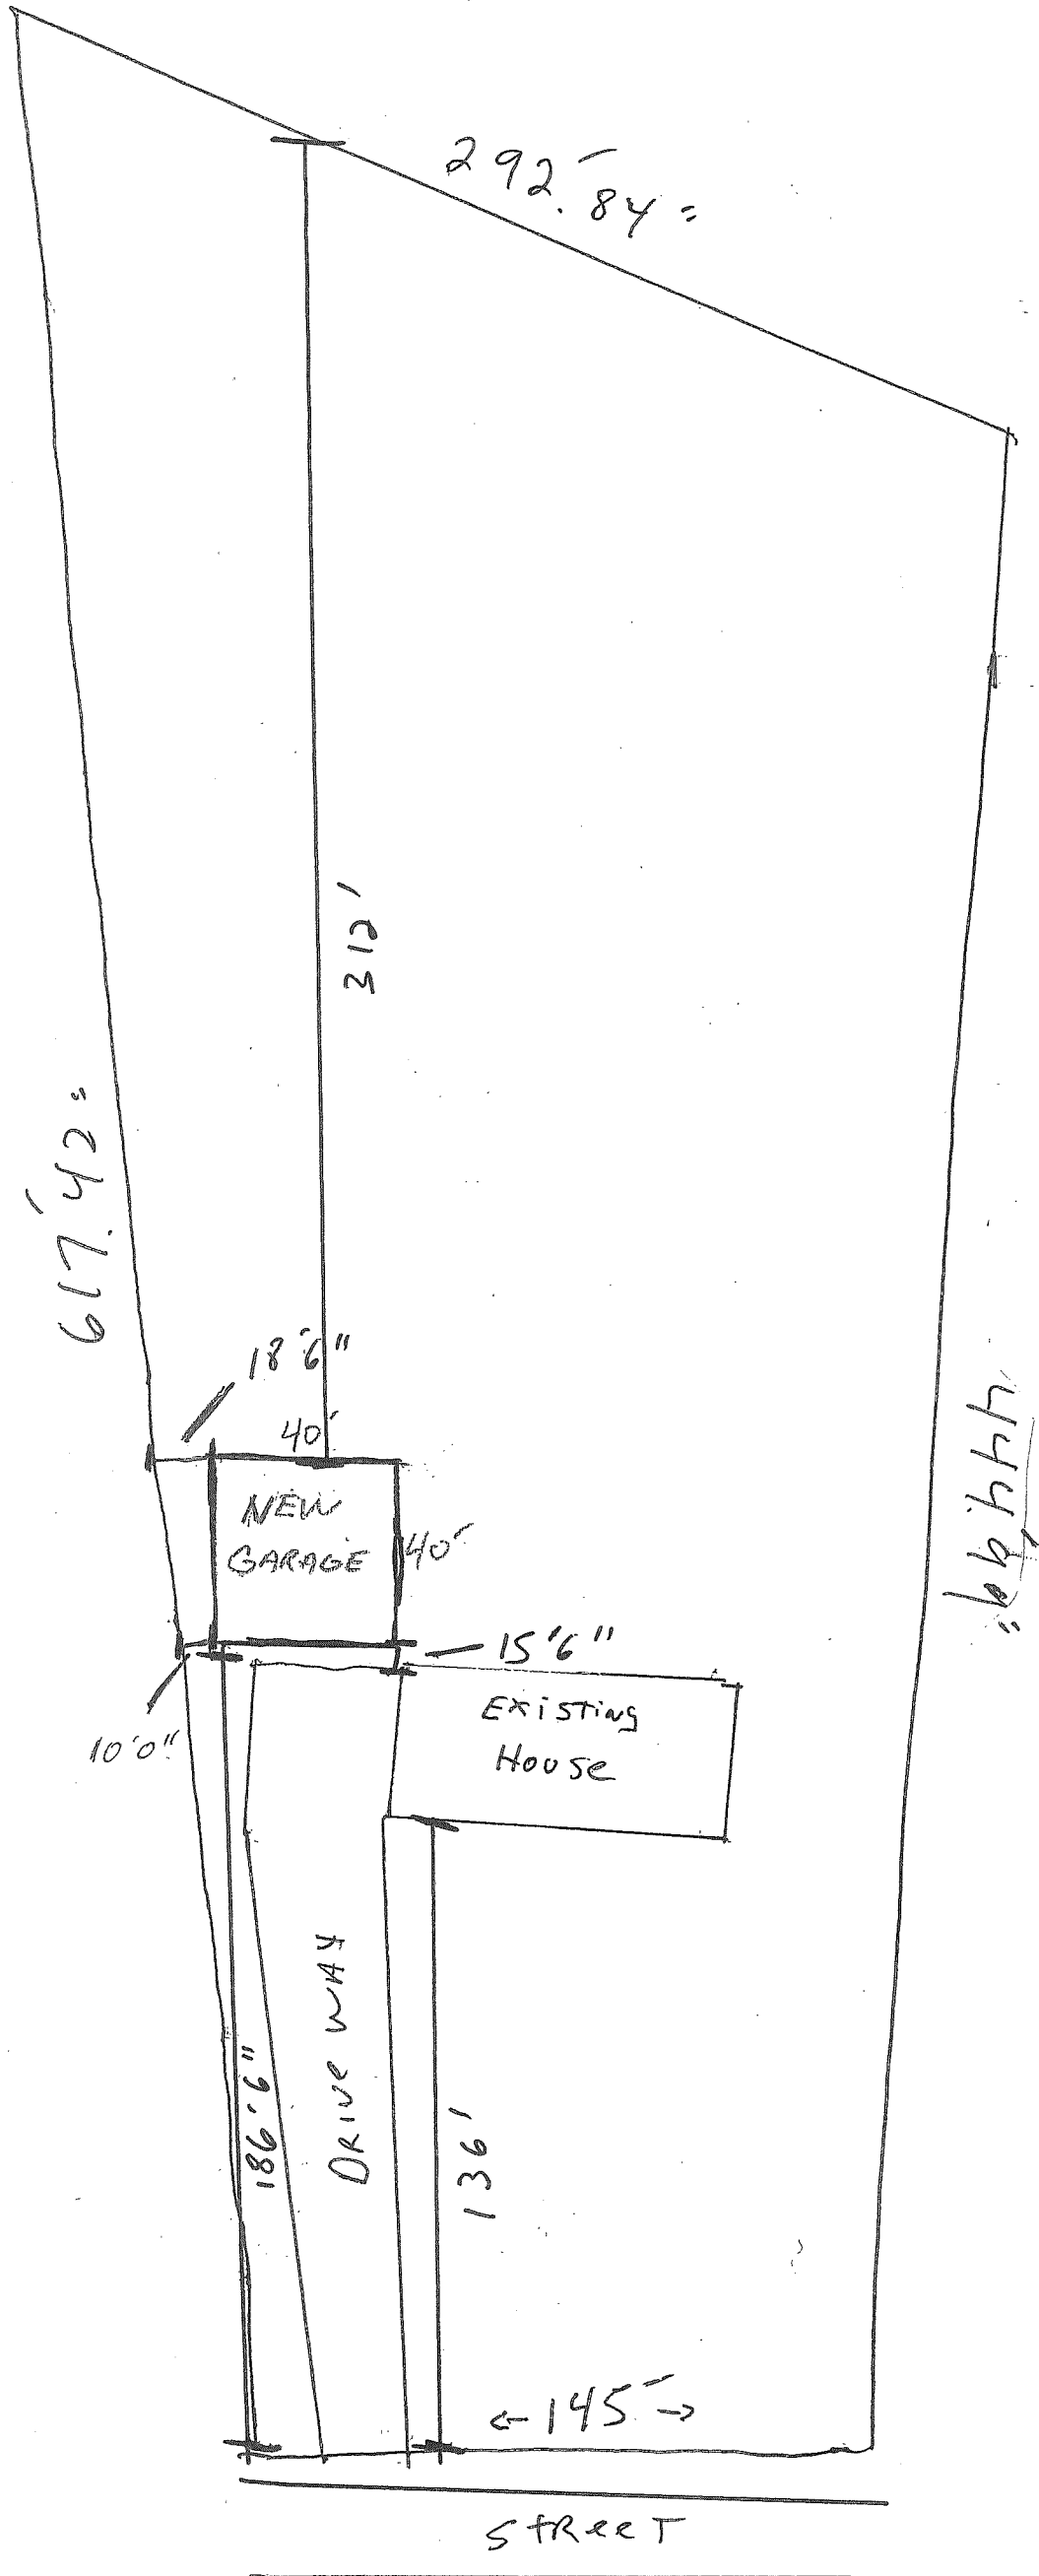 292.'84"
312'
617.'42"
18'6"
40'
NEW
GARAGE
40'
444'99"
15'6"
10'0"
Existing
House
DRIVE WAY
186'6"
136'
← 145' →
STREET